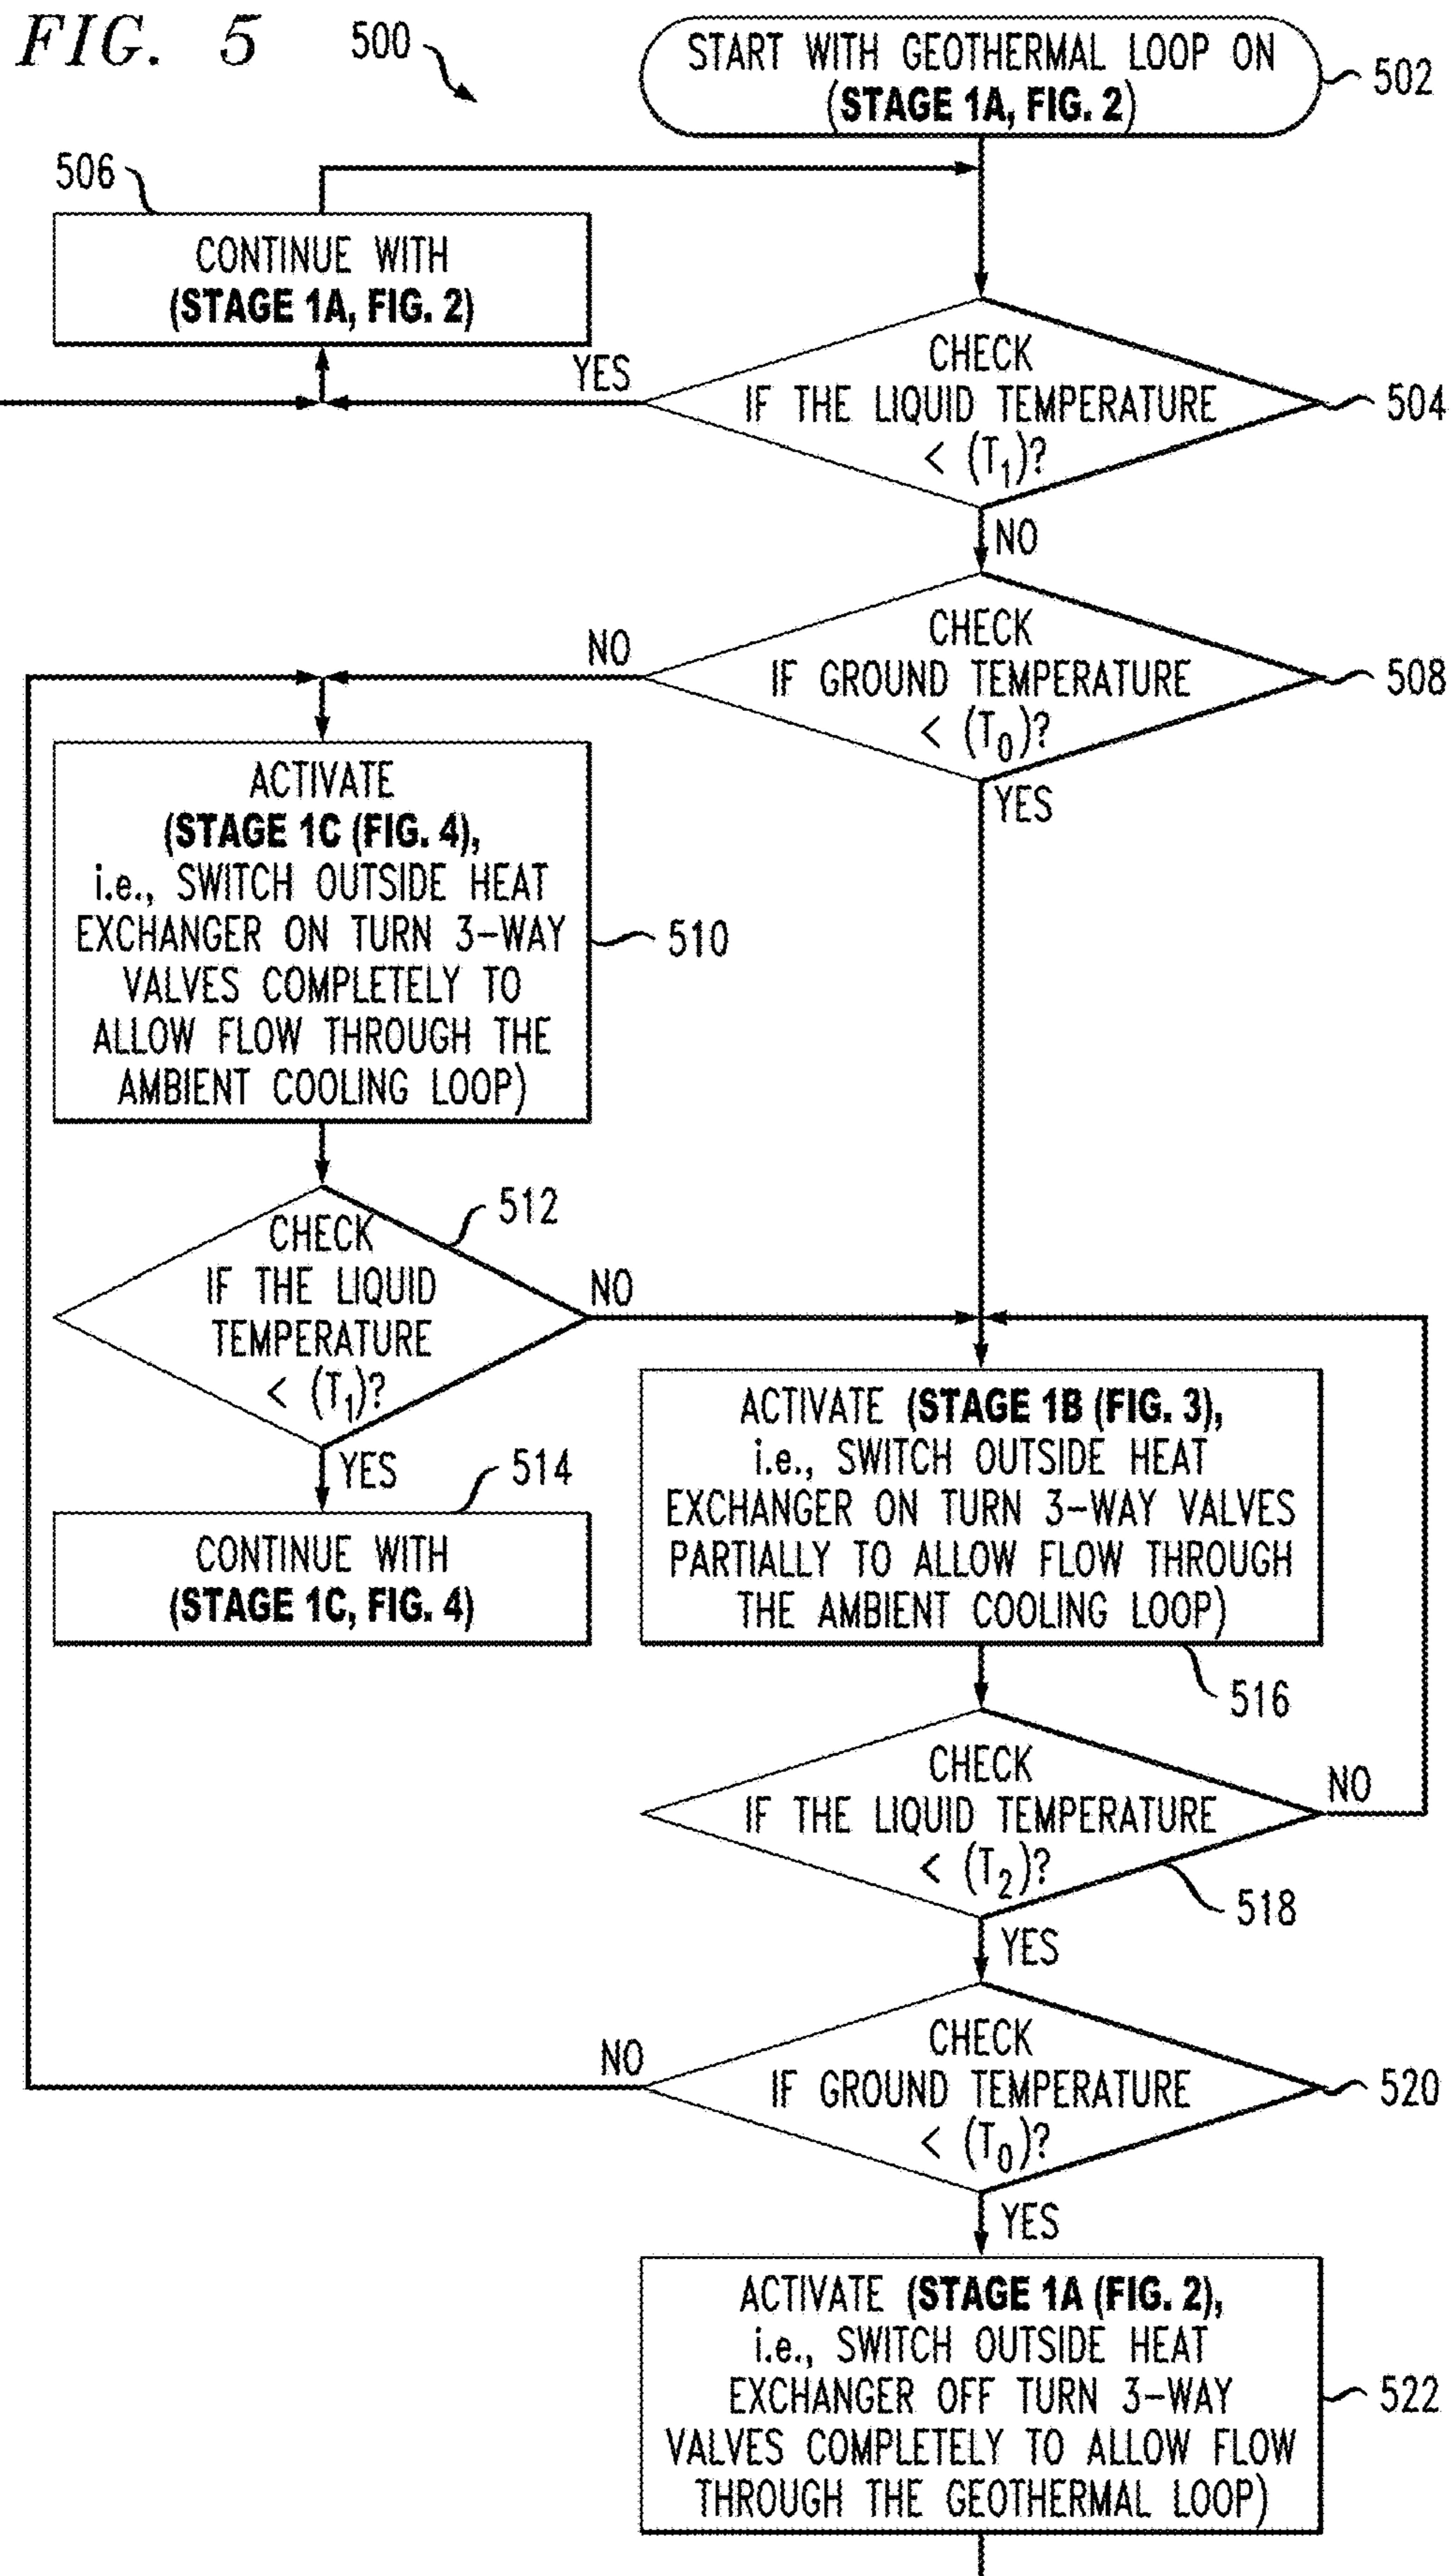 FIG. 5
500
START WITH GEOTHERMAL LOOP ON
(STAGE 1A, FIG. 2)
502
506
CONTINUE WITH
(STAGE 1A, FIG. 2)
YES
CHECK
IF THE LIQUID TEMPERATURE
< (T1)?
504
NO
CHECK
IF GROUND TEMPERATURE
< (T0)?
508
NO
YES
ACTIVATE
(STAGE 1C (FIG. 4),
i.e., SWITCH OUTSIDE HEAT
EXCHANGER ON TURN 3-WAY
VALVES COMPLETELY TO
ALLOW FLOW THROUGH THE
AMBIENT COOLING LOOP)
510
CHECK
IF THE LIQUID
TEMPERATURE
< (T1)?
512
NO
YES
514
CONTINUE WITH
(STAGE 1C, FIG. 4)
ACTIVATE (STAGE 1B (FIG. 3),
i.e., SWITCH OUTSIDE HEAT
EXCHANGER ON TURN 3-WAY VALVES
PARTIALLY TO ALLOW FLOW THROUGH
THE AMBIENT COOLING LOOP)
516
CHECK
IF THE LIQUID TEMPERATURE
< (T2)?
NO
518
YES
CHECK
IF GROUND TEMPERATURE
< (T0)?
NO
520
YES
ACTIVATE (STAGE 1A (FIG. 2),
i.e., SWITCH OUTSIDE HEAT
EXCHANGER OFF TURN 3-WAY
VALVES COMPLETELY TO ALLOW FLOW
THROUGH THE GEOTHERMAL LOOP)
522